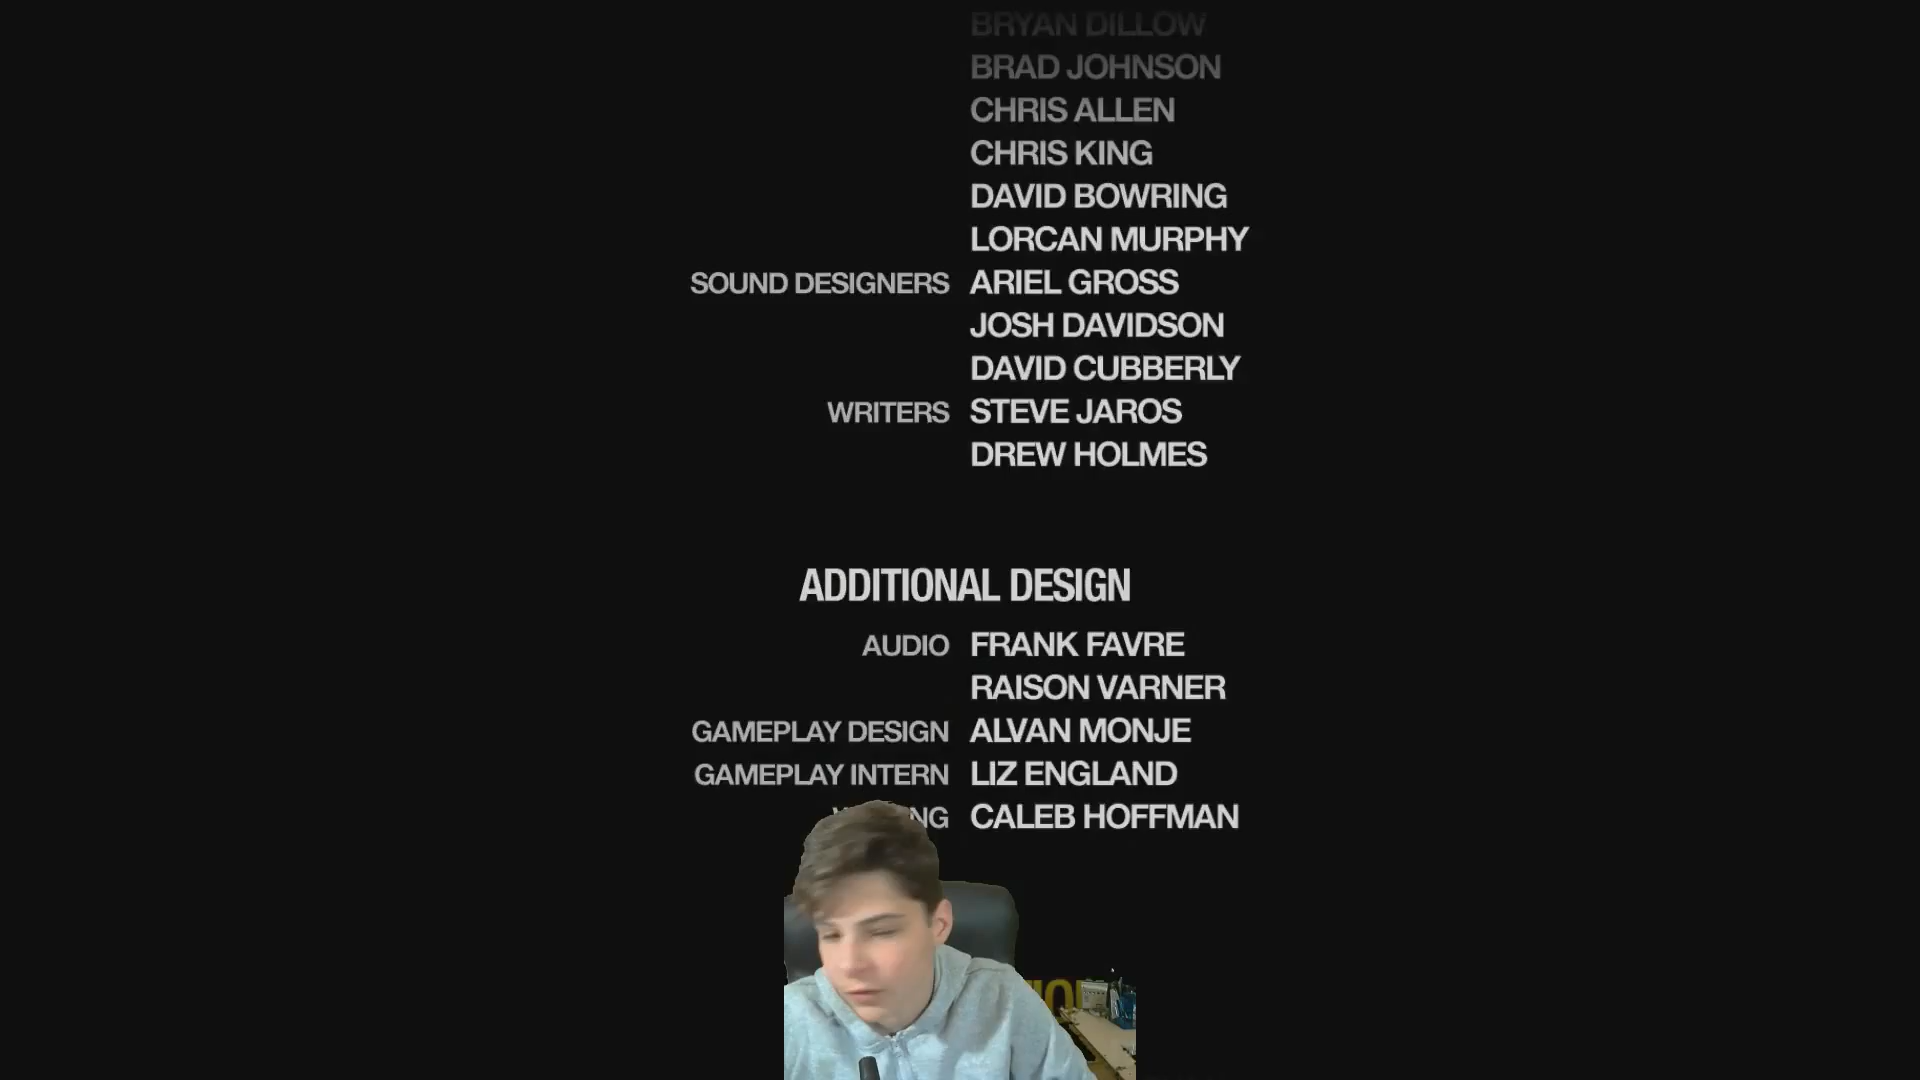 BRYAN DILLOW
BRAD JOHNSON
CHRIS ALLEN
CHRIS KING
DAVID BOWRING
LORCAN MURPHY
SOUND DESIGNERS ARIEL GROSS
JOSH DAVIDSON
DAVID CUBBERLY
WRITERS STEVE JAROS
DREW HOLMES
ADDITIONAL DESIGN
AUDIO FRANK FAVRE
RAISON VARNER
GAMEPLAY DESIGN ALVAN MONJE
GAMEPLAY INTERN LIZ ENGLAND
CALEB HOFFMAN